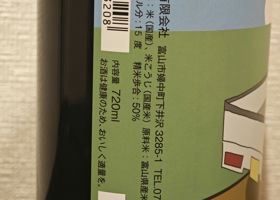 有限会社
富山市婦中町下井沢3285-1 TEL.07
:米(国産)、米こうじ(国産米) 原料米:富山県産米
ル分:15度 精米歩合:50%
内容量 720ml
お酒は健康のため、おいしく適量を。
0208